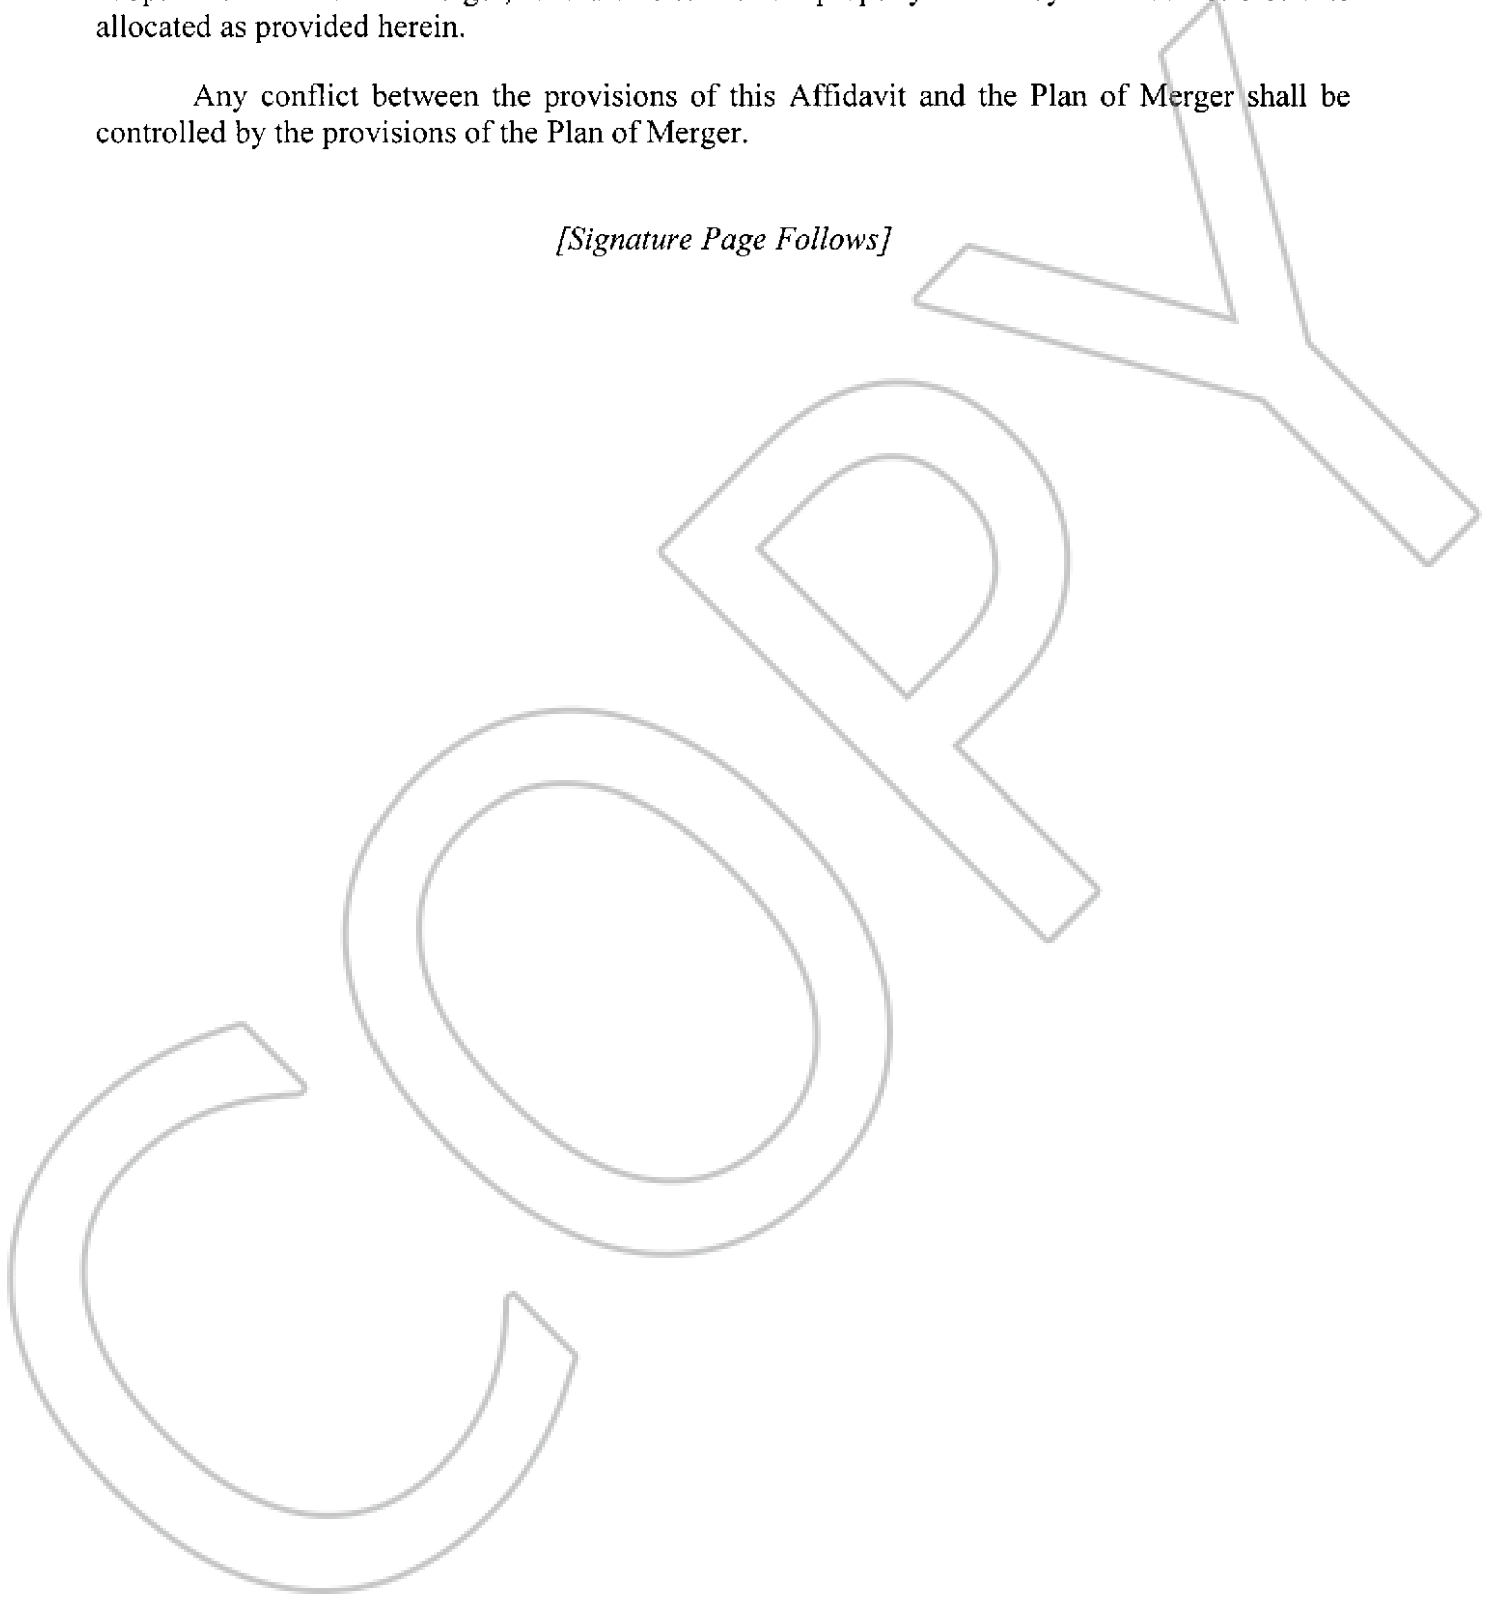 allocated as provided herein.
Any conflict between the provisions of this Affidavit and the Plan of Merger shall be
controlled by the provisions of the Plan of Merger.
[Signature Page Follows]
COPY